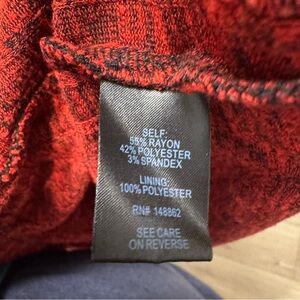 SELF:
55% RAYON
42% POLYESTER
3% SPANDEX
LINING:
100% POLYESTER
RN# 148862
SEE CARE
ON REVERSE